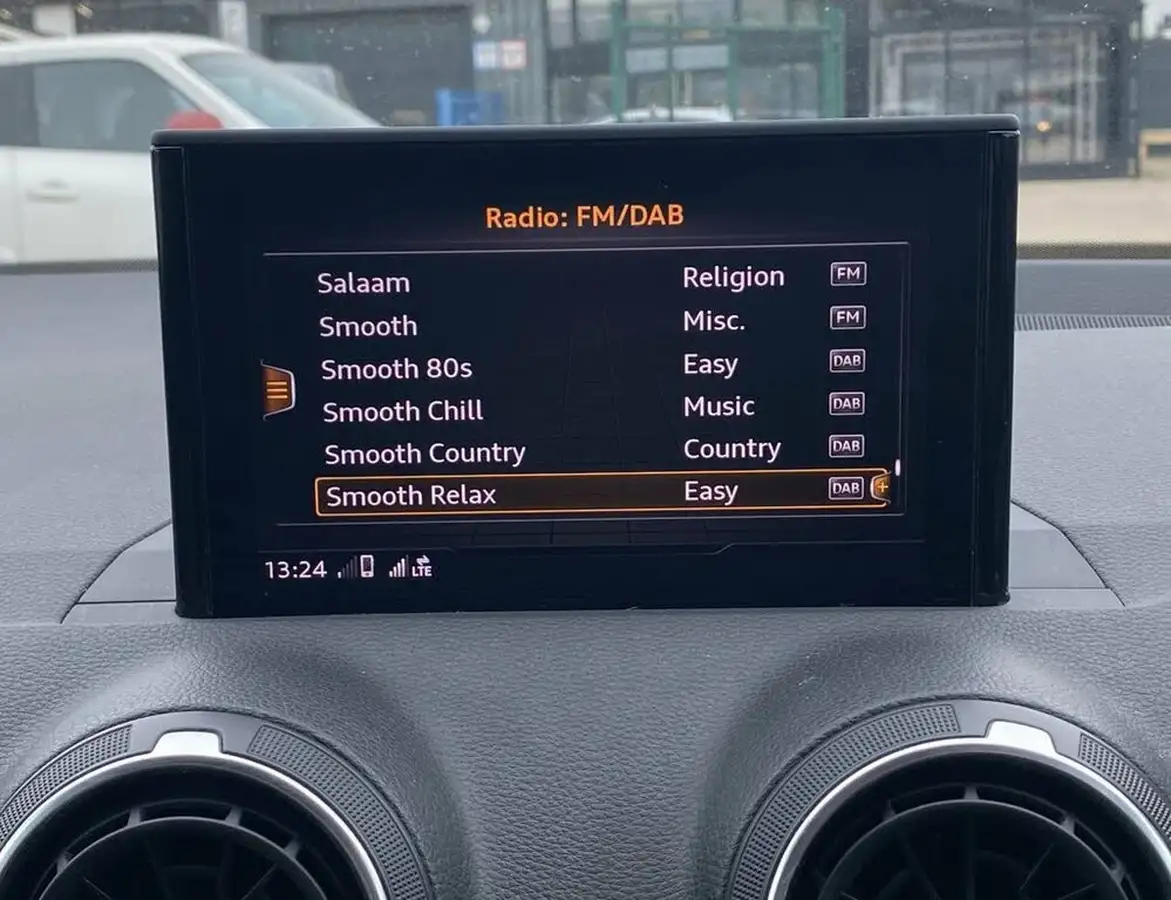 Radio: FM/DAB
Salaam Religion FM
Smooth Misc. FM
Smooth 80s Easy DAB
Smooth Chill Music DAB
Smooth Country Country DAB
Smooth Relax Easy DAB
13:24 LTE